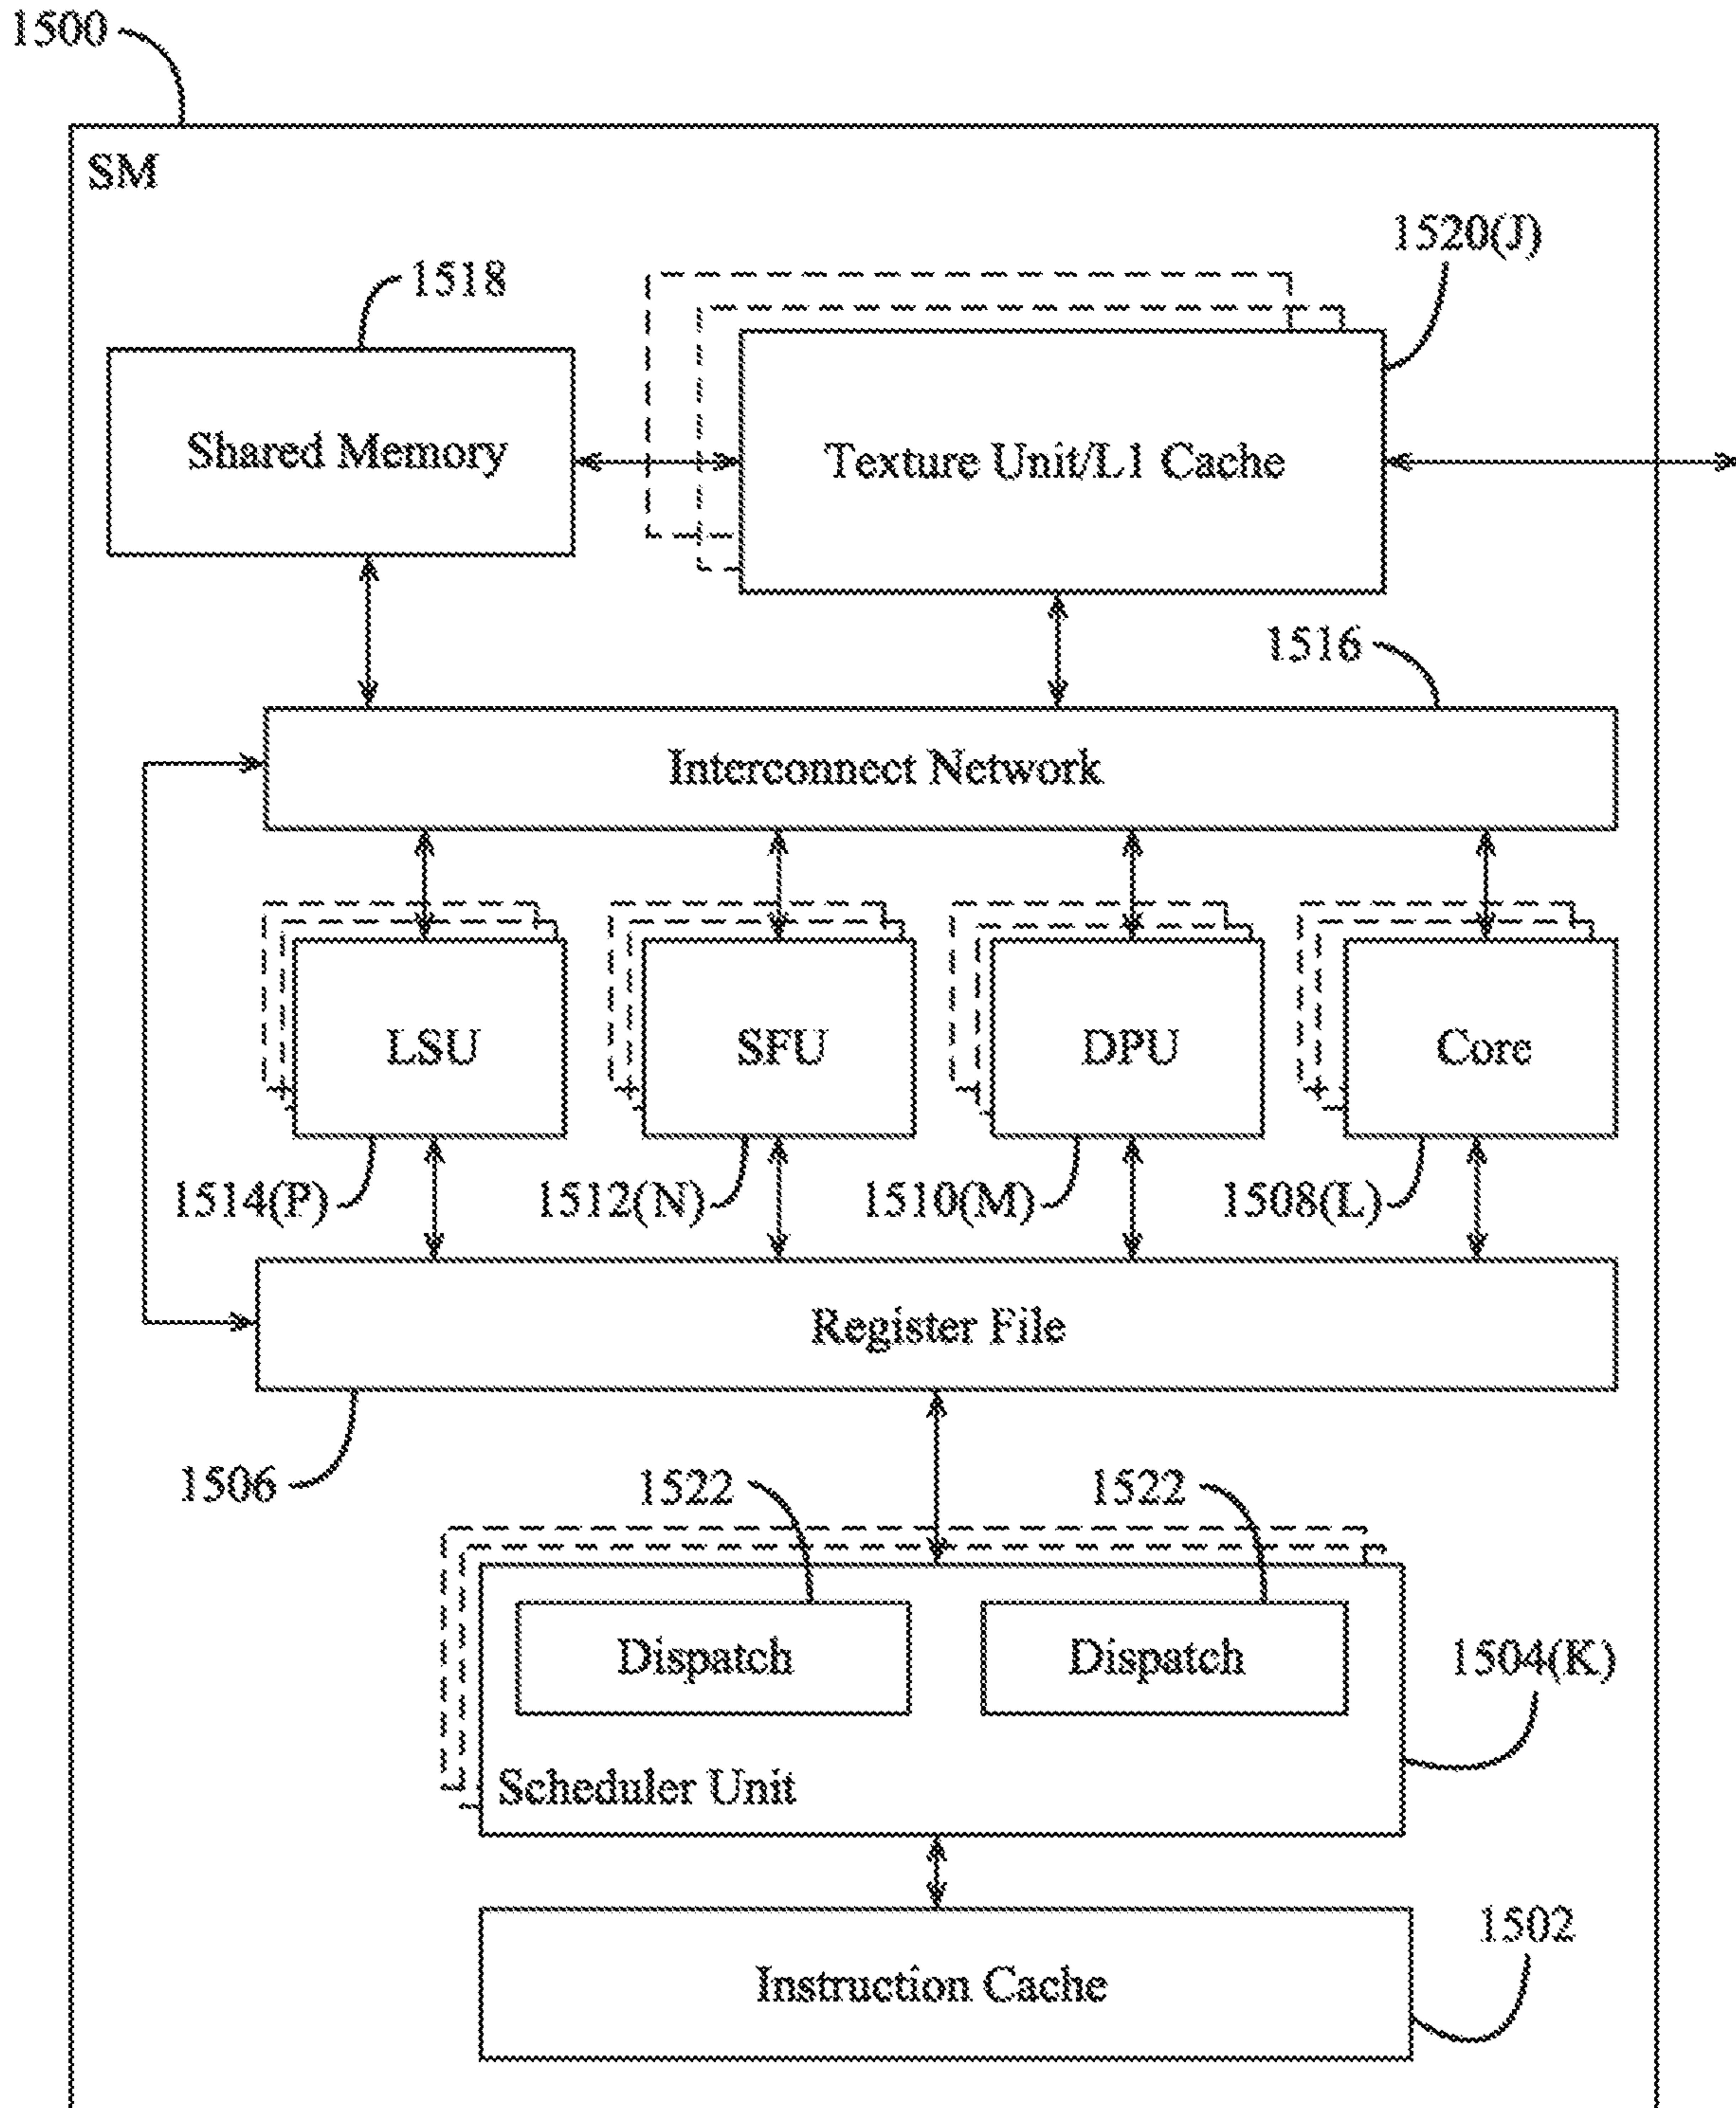 1500
SM
1520(J)
1518
Shared Memory
Texture Unit/L1 Cache
1516
Interconnect Network
LSU
SFU
DPU
Core
1514(P)
1512(N)
1510(M)
1508(L)
Register File
1506
1522
1522
Dispatch
Dispatch
1504(K)
Scheduler Unit
1502
Instruction Cache